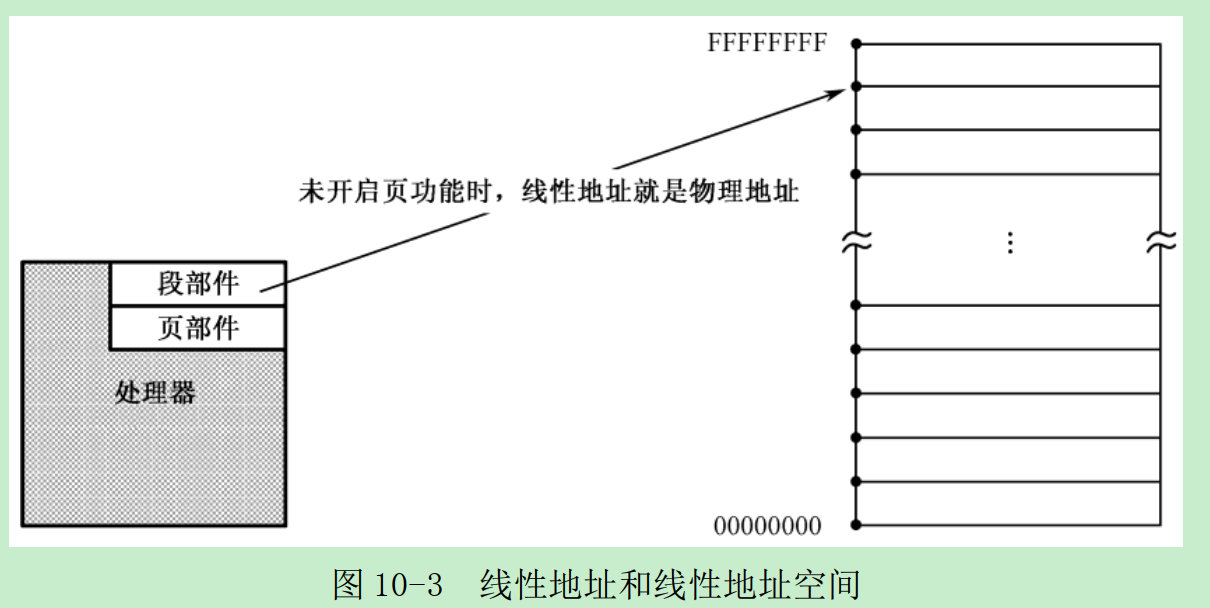 FFFFFFFF
未开启页功能时，线性地址就是物理地址
段部件
页部件
处理器
00000000
图 10-3 线性地址和线性地址空间